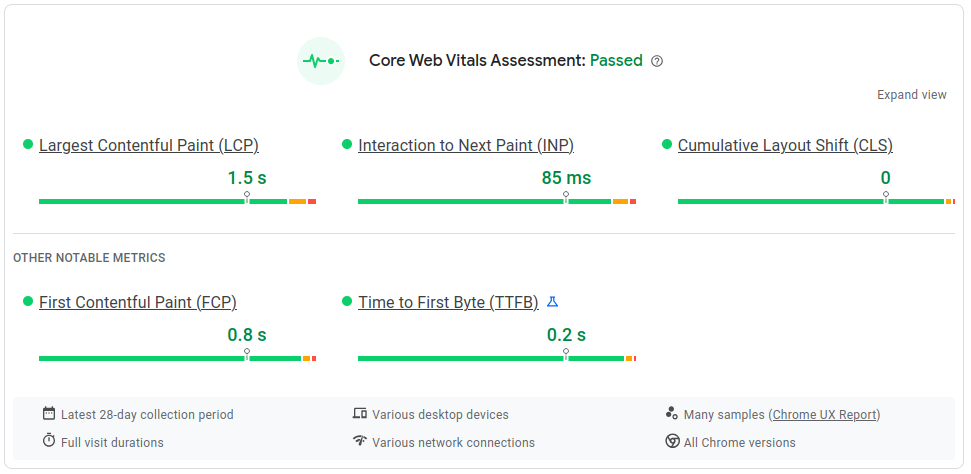 Core Web Vitals Assessment: Passed
Expand view
Largest Contentful Paint (LCP)
1.5 s
Interaction to Next Paint (INP)
85 ms
Cumulative Layout Shift (CLS)
0
OTHER NOTABLE METRICS
First Contentful Paint (FCP)
0.8 s
Time to First Byte (TTFB)
0.2 s
Latest 28-day collection period
Various desktop devices
Many samples (Chrome UX Report)
Full visit durations
Various network connections
All Chrome versions